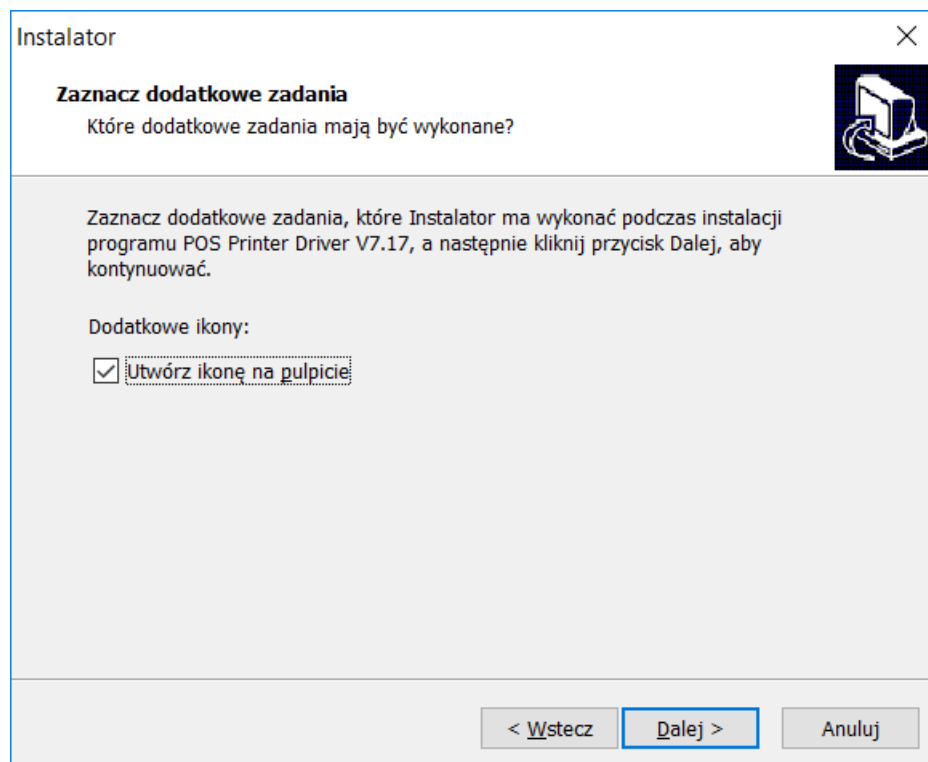 Instalator
Zaznacz dodatkowe zadania
Które dodatkowe zadania mają być wykonane?
Zaznacz dodatkowe zadania, które Instalator ma wykonać podczas instalacji
programu POS Printer Driver V7.17, a następnie kliknij przycisk Dalej, aby
kontynuować.
Dodatkowe ikony:
Utwórz ikonę na pulpicie
< Wstecz Dalej > Anuluj